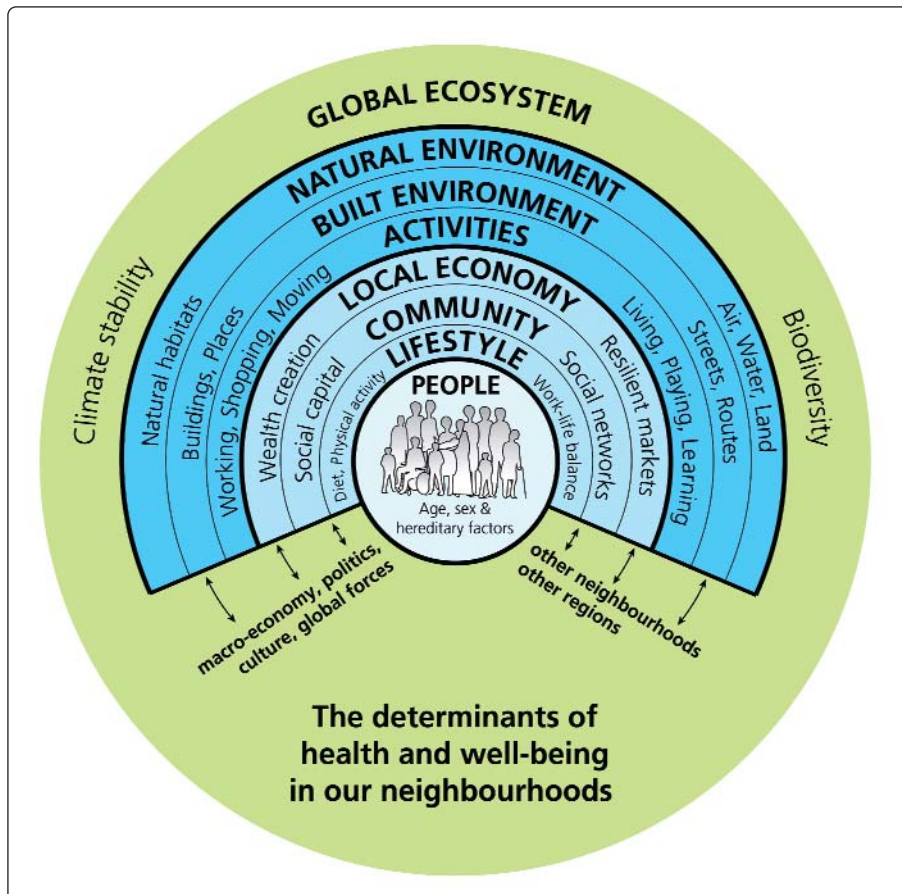 GLOBAL ECOSYSTEM
Climate stability
Biodiversity
NATURAL ENVIRONMENT
Natural habitats
Air, Water, Land
BUILT ENVIRONMENT
Buildings, Places
Streets, Routes
ACTIVITIES
Working, Shopping, Moving
Living, Playing, Learning
LOCAL ECONOMY
Wealth creation
Resilient markets
COMMUNITY
Social capital
Social networks
LIFESTYLE
Diet, Physical activity
Work-life balance
PEOPLE
Age, sex &
hereditary factors
macro-economy, politics,
culture, global forces
other neighbourhoods
other regions
The determinants of
health and well-being
in our neighbourhoods